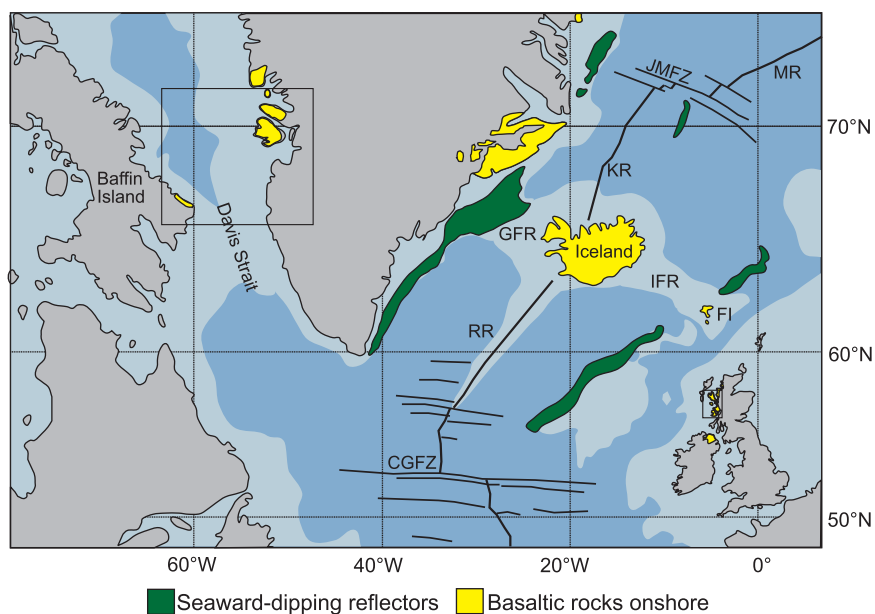 JMFZ
MR
70°N
Baffin
Island
KR
Davis Strait
GFR
Iceland
IFR
FI
RR
60°N
CGFZ
50°N
60°W
40°W
20°W
0°
Seaward-dipping reflectors
Basaltic rocks onshore